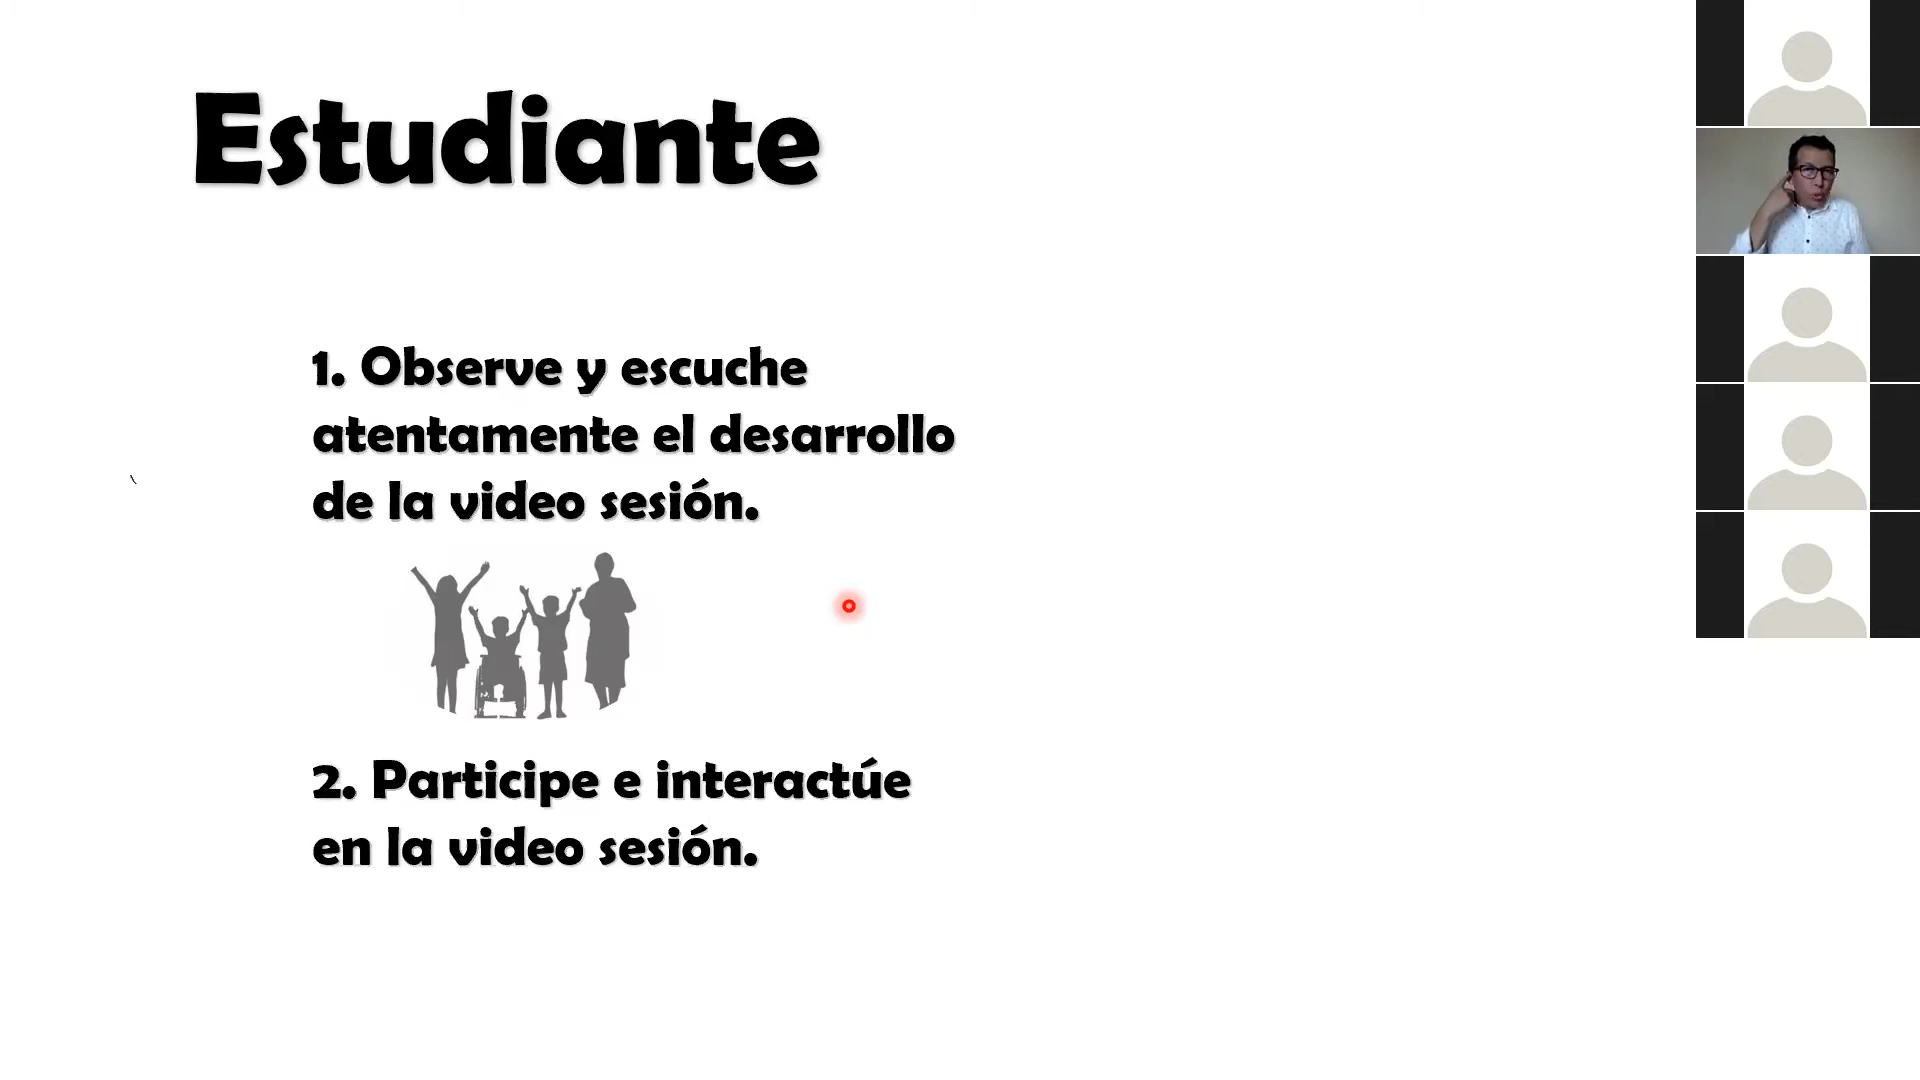 Estudiante
1. Observe y escuche
atentamente el desarrollo
de la video sesión.
2. Participe e interactúe
en la video sesión.